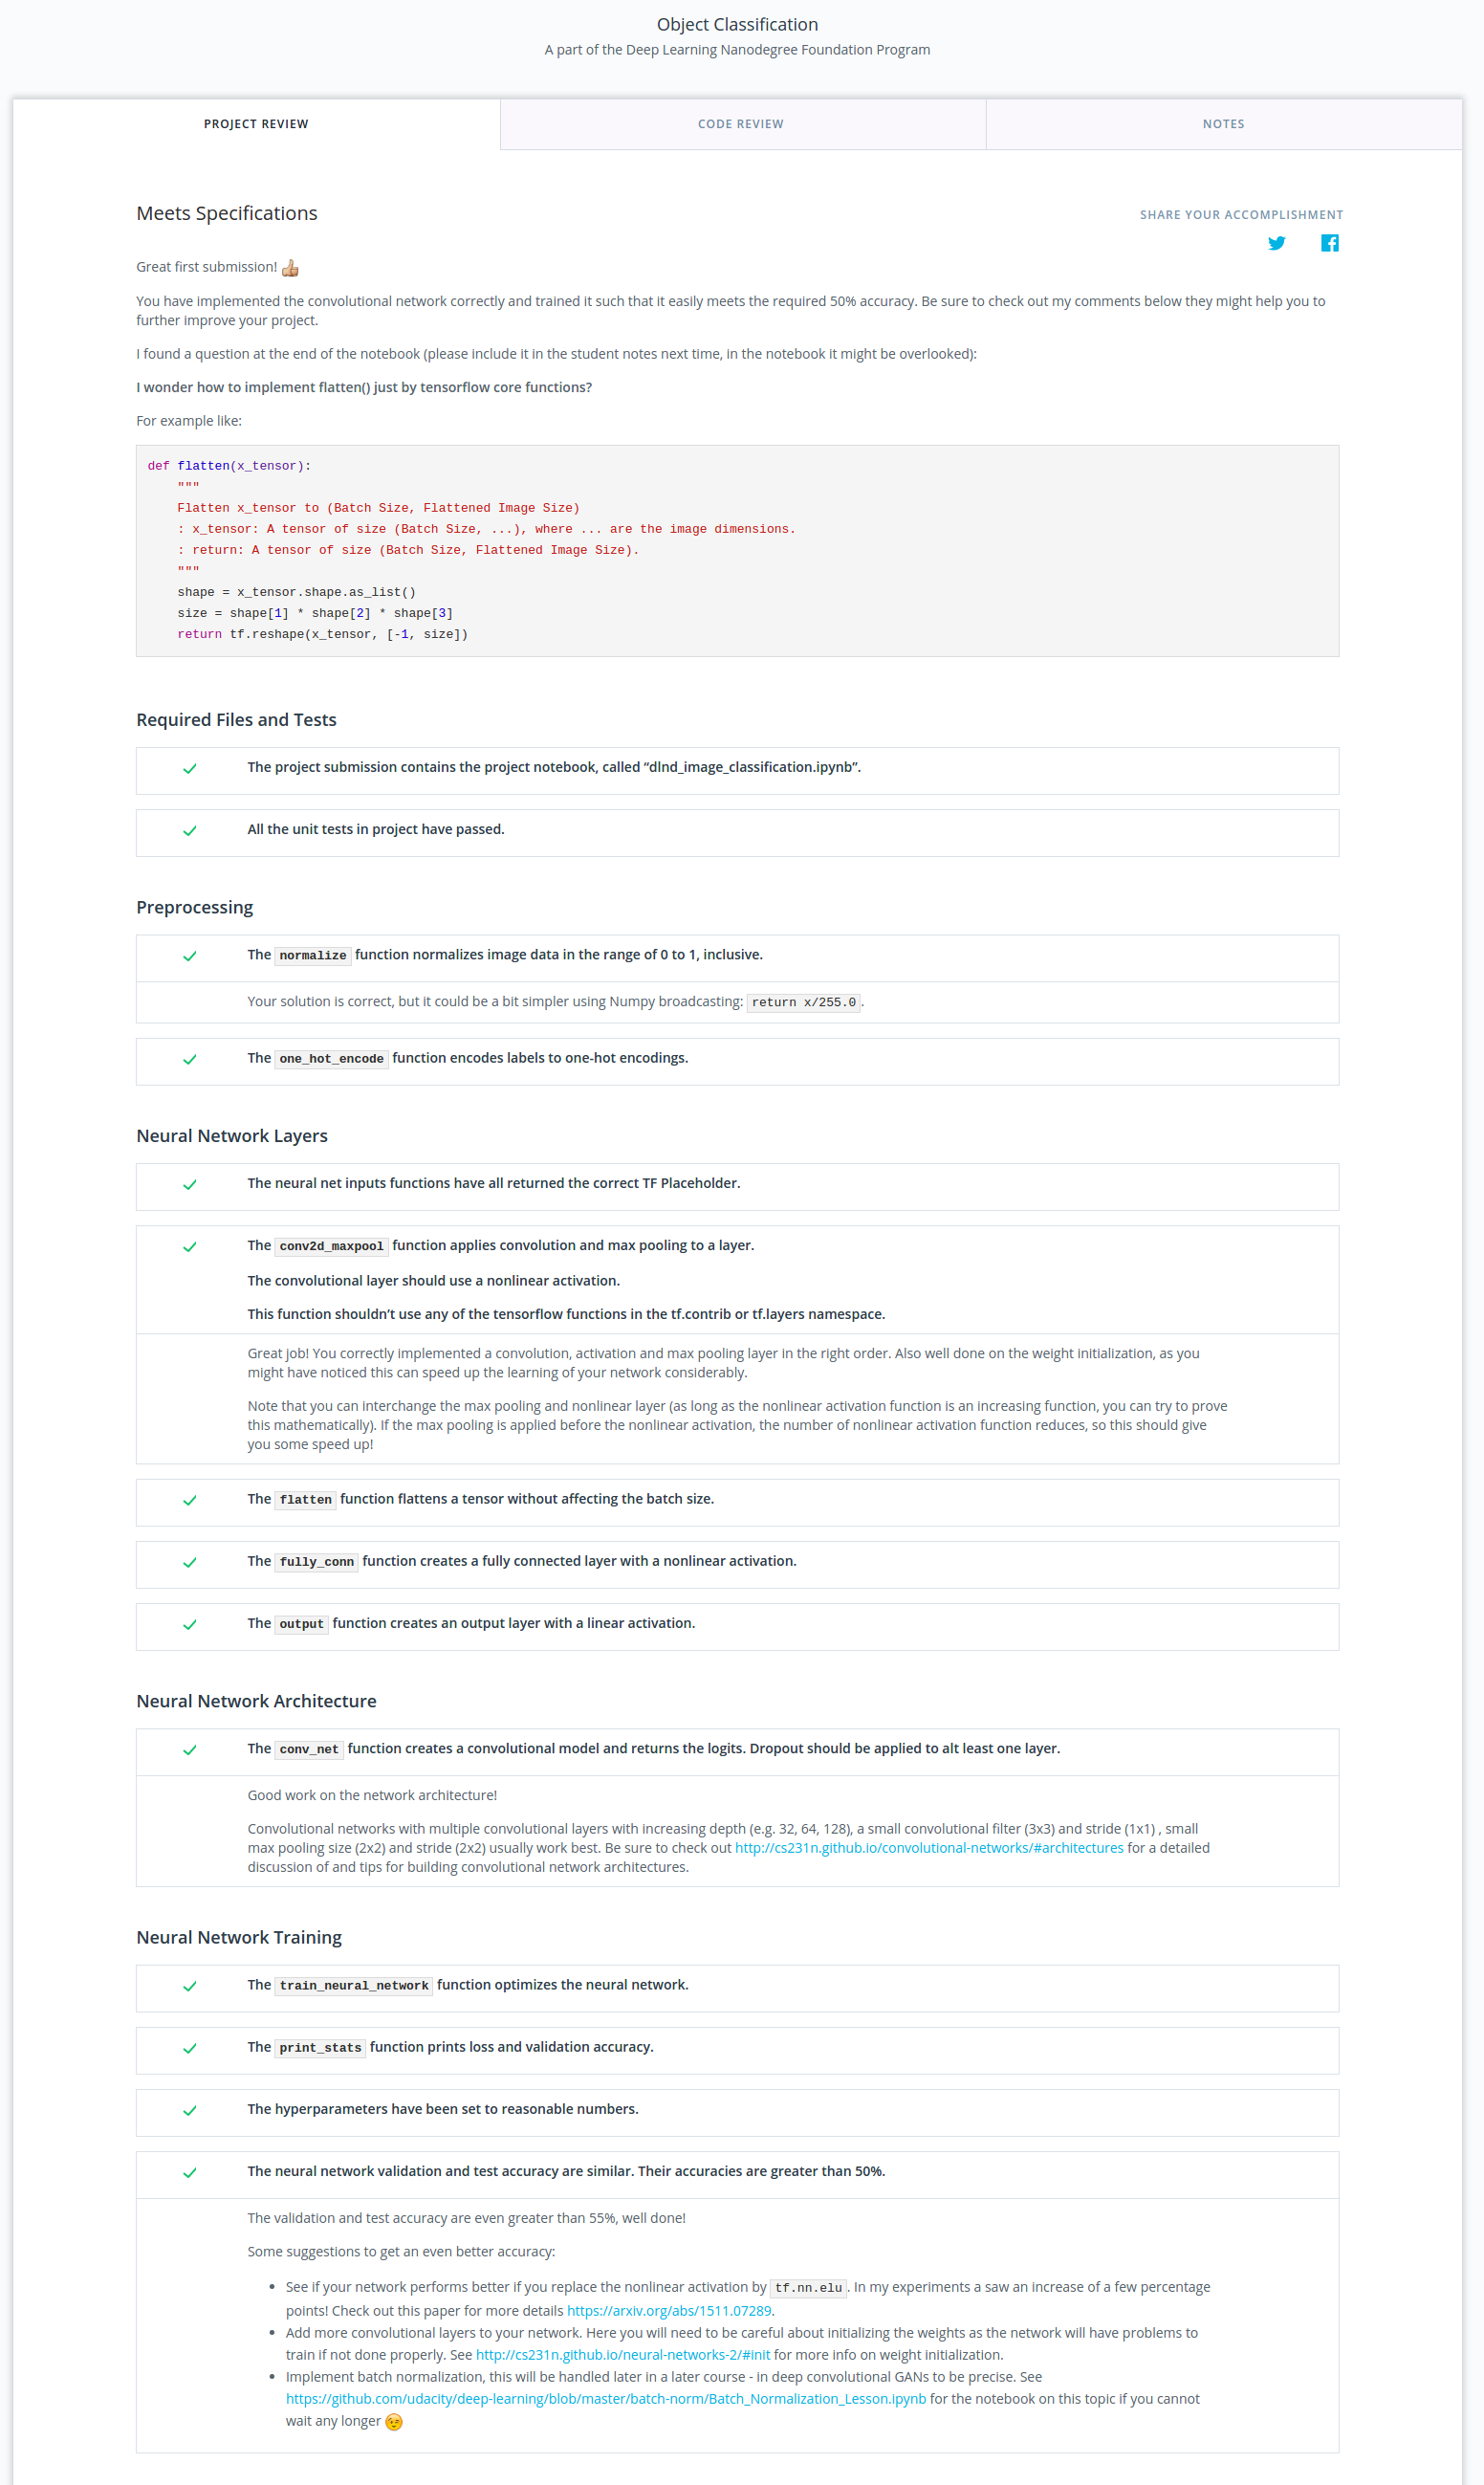 Object Classification
A part of the Deep Learning Nanodegree Foundation Program
PROJECT REVIEW
CODE REVIEW
NOTES
Meets Specifications
SHARE YOUR ACCOMPLISHMENT
Great first submission! 👍
You have implemented the convolutional network correctly and trained it such that it easily meets the required 50% accuracy. Be sure to check out my comments below they might help you to
further improve your project.
I found a question at the end of the notebook (please include it in the student notes next time, in the notebook it might be overlooked):
I wonder how to implement flatten() just by tensorflow core functions?
For example like:
def flatten(x_tensor):
    """
    Flatten x_tensor to (Batch Size, Flattened Image Size)
    : x_tensor: A tensor of size (Batch Size, ...), where ... are the image dimensions.
    : return: A tensor of size (Batch Size, Flattened Image Size).
    """
    shape = x_tensor.shape.as_list()
    size = shape[1] * shape[2] * shape[3]
    return tf.reshape(x_tensor, [-1, size])
Required Files and Tests
The project submission contains the project notebook, called “dlnd_image_classification.ipynb”.
All the unit tests in project have passed.
Preprocessing
The normalize function normalizes image data in the range of 0 to 1, inclusive.
Your solution is correct, but it could be a bit simpler using Numpy broadcasting: return x/255.0.
The one_hot_encode function encodes labels to one-hot encodings.
Neural Network Layers
The neural net inputs functions have all returned the correct TF Placeholder.
The conv2d_maxpool function applies convolution and max pooling to a layer.
The convolutional layer should use a nonlinear activation.
This function shouldn’t use any of the tensorflow functions in the tf.contrib or tf.layers namespace.
Great job! You correctly implemented a convolution, activation and max pooling layer in the right order. Also well done on the weight initialization, as you
might have noticed this can speed up the learning of your network considerably.
Note that you can interchange the max pooling and nonlinear layer (as long as the nonlinear activation function is an increasing function, you can try to prove
this mathematically). If the max pooling is applied before the nonlinear activation, the number of nonlinear activation function reduces, so this should give
you some speed up!
The flatten function flattens a tensor without affecting the batch size.
The fully_conn function creates a fully connected layer with a nonlinear activation.
The output function creates an output layer with a linear activation.
Neural Network Architecture
The conv_net function creates a convolutional model and returns the logits. Dropout should be applied to alt least one layer.
Good work on the network architecture!
Convolutional networks with multiple convolutional layers with increasing depth (e.g. 32, 64, 128), a small convolutional filter (3x3) and stride (1x1) , small
max pooling size (2x2) and stride (2x2) usually work best. Be sure to check out http://cs231n.github.io/convolutional-networks/#architectures for a detailed
discussion of and tips for building convolutional network architectures.
Neural Network Training
The train_neural_network function optimizes the neural network.
The print_stats function prints loss and validation accuracy.
The hyperparameters have been set to reasonable numbers.
The neural network validation and test accuracy are similar. Their accuracies are greater than 50%.
The validation and test accuracy are even greater than 55%, well done!
Some suggestions to get an even better accuracy:
• See if your network performs better if you replace the nonlinear activation by tf.nn.elu. In my experiments a saw an increase of a few percentage
points! Check out this paper for more details https://arxiv.org/abs/1511.07289.
• Add more convolutional layers to your network. Here you will need to be careful about initializing the weights as the network will have problems to
train if not done properly. See http://cs231n.github.io/neural-networks-2/#init for more info on weight initialization.
• Implement batch normalization, this will be handled later in a later course - in deep convolutional GANs to be precise. See
https://github.com/udacity/deep-learning/blob/master/batch-norm/Batch_Normalization_Lesson.ipynb for the notebook on this topic if you cannot
wait any longer 😉